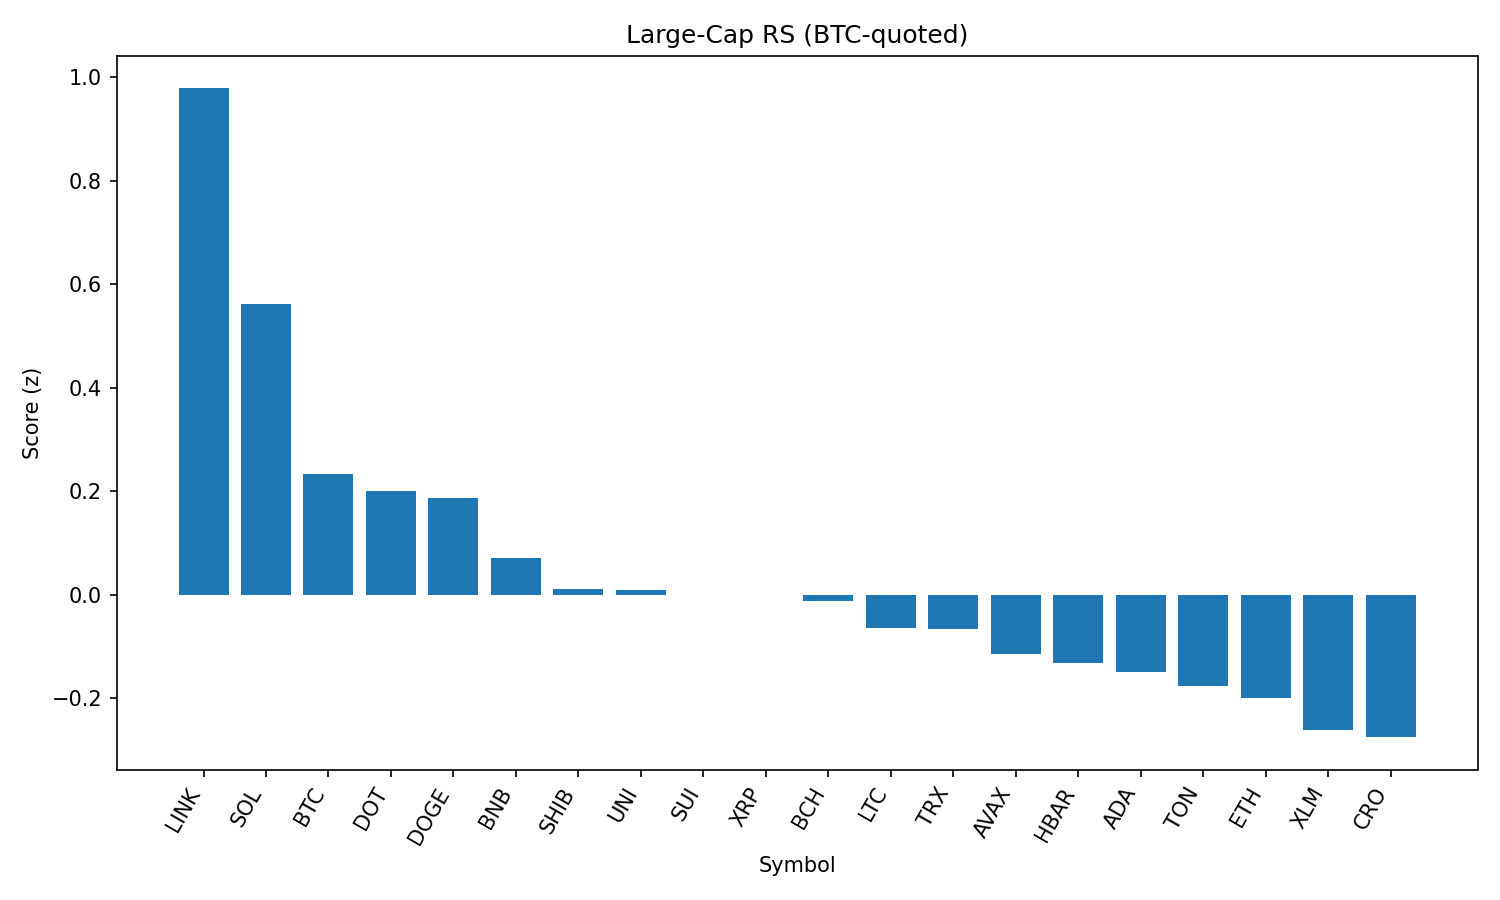 Large-Cap RS (BTC-quoted)
1.0
0.8
0.6
0.4
0.2
0.0
−0.2
Score (z)
LINK
SOL
BTC
DOT
DOGE
BNB
SHIB
UNI
SUI
XRP
BCH
LTC
TRX
AVAX
HBAR
ADA
TON
ETH
XLM
CRO
Symbol